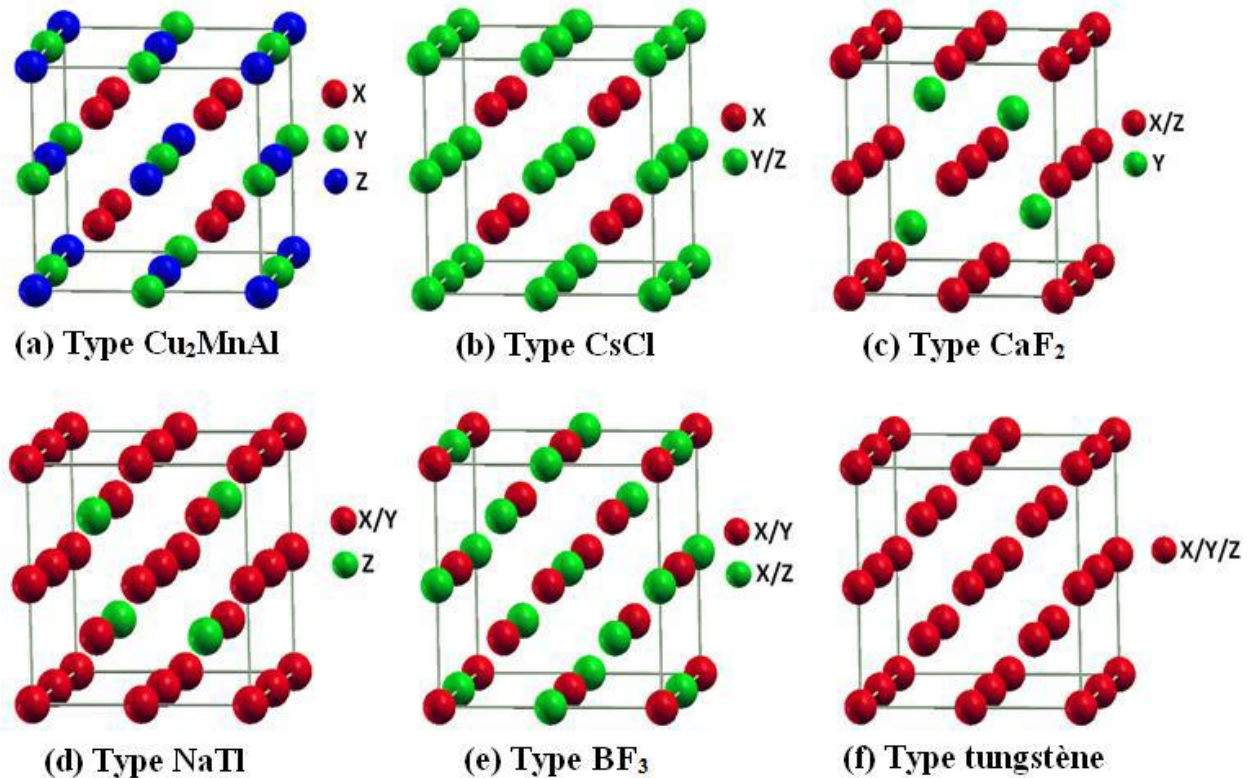 X
Y
Z
(a) Type Cu₂MnAl
X
Y/Z
(b) Type CsCl
X/Z
Y
(c) Type CaF₂
X/Y
Z
(d) Type NaTl
X/Y
X/Z
(e) Type BF₃
X/Y/Z
(f) Type tungstène